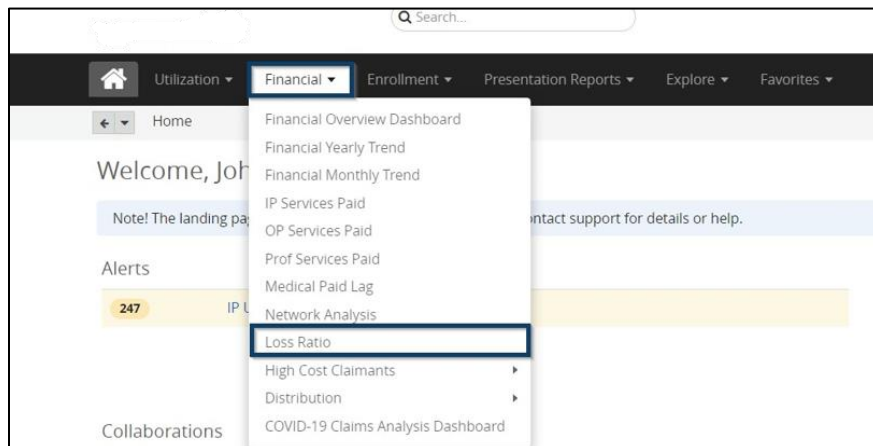 Search...
Utilization Financial Enrollment Presentation Reports Explore Favorites
Home
Financial Overview Dashboard
Financial Yearly Trend
Welcome, Joh
Financial Monthly Trend
IP Services Paid
Note! The landing pag ontact support for details or help.
OP Services Paid
Prof Services Paid
Alerts
Medical Paid Lag
247 IP U
Network Analysis
Loss Ratio
High Cost Claimants
Distribution
Collaborations
COVID-19 Claims Analysis Dashboard